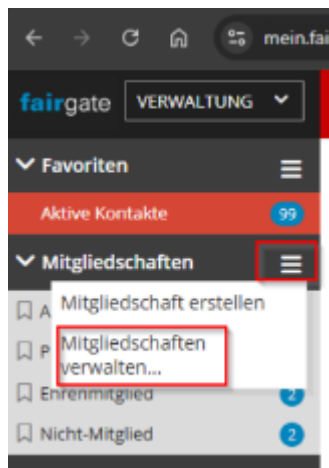 mein.fai
fairgate VERWALTUNG
Favoriten
Aktive Kontakte 99
Mitgliedschaften
A
Mitgliedschaft erstellen
P
Mitgliedschaften
verwalten...
Ehrenmitglied 2
Nicht-Mitglied 2